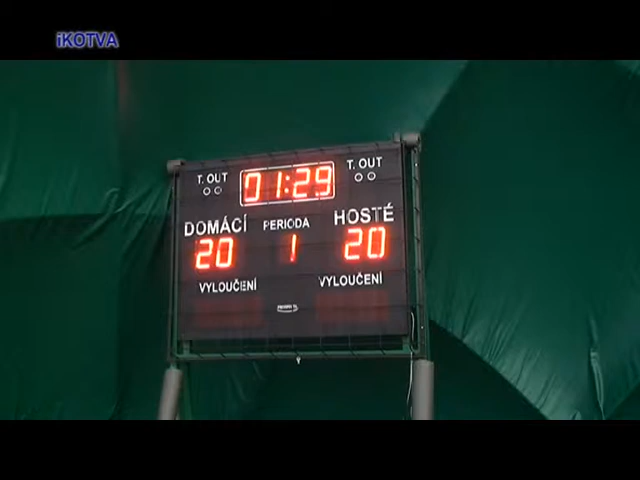 iKOTVA
T. OUT 01:29 T. OUT
DOMÁCÍ PERIODA HOSTÉ
20 1 20
VYLOUČENÍ VYLOUČENÍ